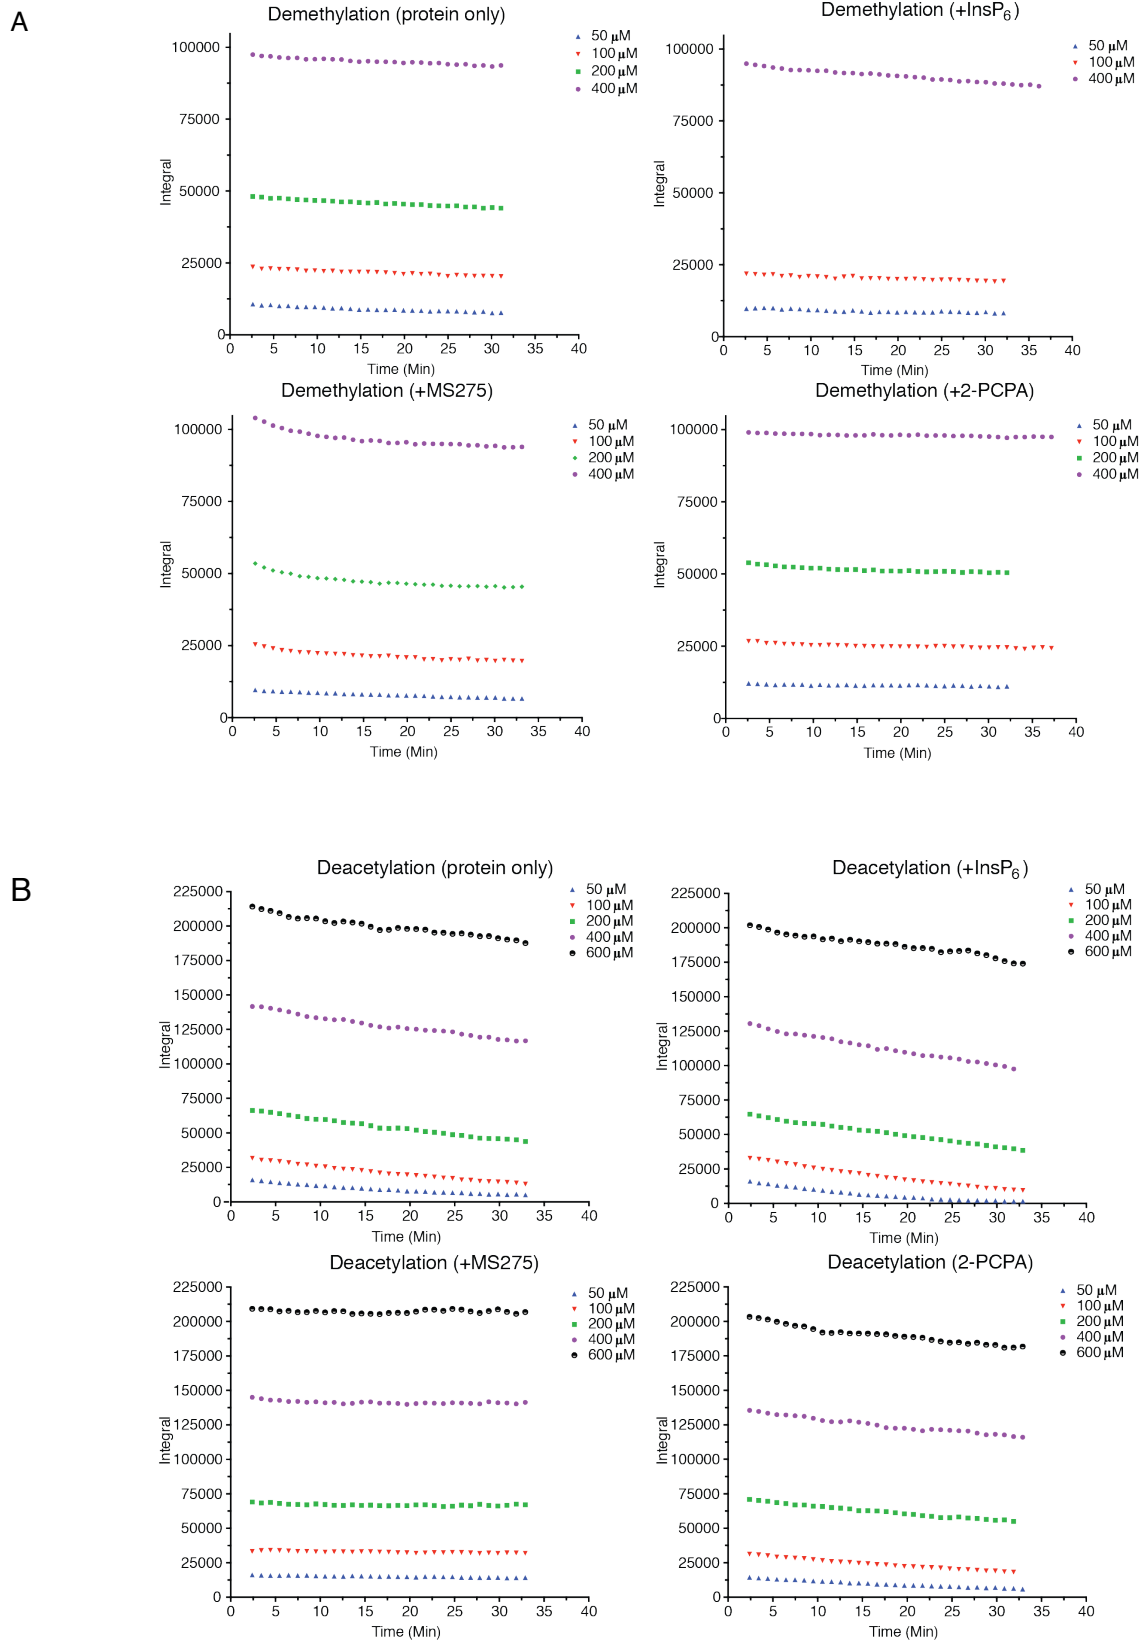 A
Demethylation (protein only)
50 µM
100 µM
200 µM
400 µM
Integral
100000
75000
50000
25000
0
0 5 10 15 20 25 30 35 40
Time (Min)
Demethylation (+InsP6)
50 µM
100 µM
400 µM
Integral
100000
75000
50000
25000
0
0 5 10 15 20 25 30 35 40
Time (Min)
Demethylation (+MS275)
50 µM
100 µM
200 µM
400 µM
Integral
100000
75000
50000
25000
0
0 5 10 15 20 25 30 35 40
Time (Min)
Demethylation (+2-PCPA)
50 µM
100 µM
200 µM
400 µM
Integral
100000
75000
50000
25000
0
0 5 10 15 20 25 30 35 40
Time (Min)
B
Deacetylation (protein only)
50 µM
100 µM
200 µM
400 µM
600 µM
Integral
225000
200000
175000
150000
125000
100000
75000
50000
25000
0
0 5 10 15 20 25 30 35 40
Time (Min)
Deacetylation (+InsP6)
50 µM
100 µM
200 µM
400 µM
600 µM
Integral
225000
200000
175000
150000
125000
100000
75000
50000
25000
0
0 5 10 15 20 25 30 35 40
Time (Min)
Deacetylation (+MS275)
50 µM
100 µM
200 µM
400 µM
600 µM
Integral
225000
200000
175000
150000
125000
100000
75000
50000
25000
0
0 5 10 15 20 25 30 35 40
Time (Min)
Deacetylation (2-PCPA)
50 µM
100 µM
200 µM
400 µM
600 µM
Integral
225000
200000
175000
150000
125000
100000
75000
50000
25000
0
0 5 10 15 20 25 30 35 40
Time (Min)